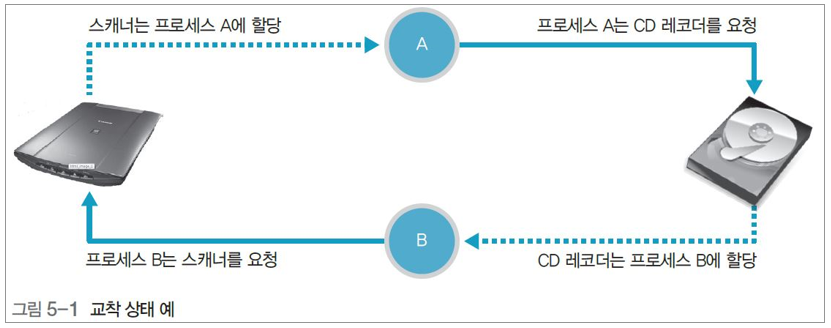 스캐너는 프로세스 A에 할당
프로세스 A는 CD 레코더를 요청
A
B
프로세스 B는 스캐너를 요청
CD 레코더는 프로세스 B에 할당
그림 5-1 교착 상태 예